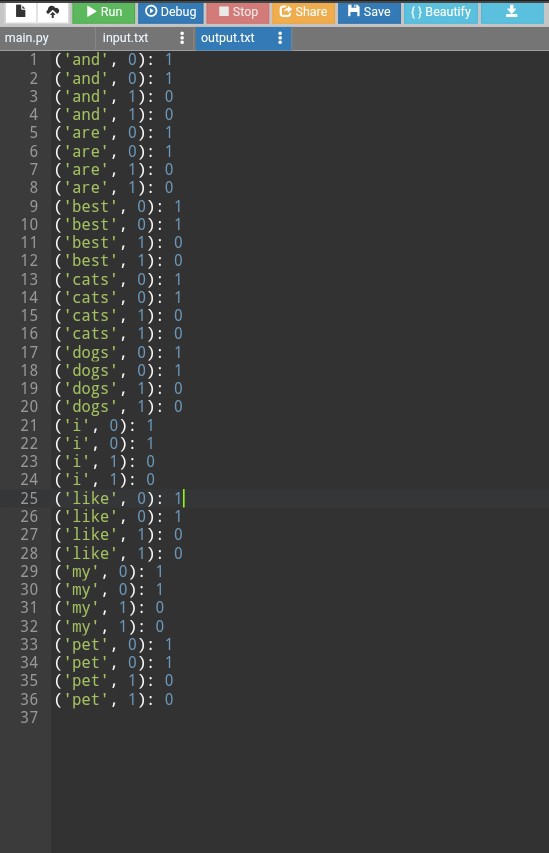 Run Debug Stop Share Save { } Beautify
main.py input.txt output.txt
1 ('and', 0): 1
2 ('and', 0): 1
3 ('and', 1): 0
4 ('and', 1): 0
5 ('are', 0): 1
6 ('are', 0): 1
7 ('are', 1): 0
8 ('are', 1): 0
9 ('best', 0): 1
10 ('best', 0): 1
11 ('best', 1): 0
12 ('best', 1): 0
13 ('cats', 0): 1
14 ('cats', 0): 1
15 ('cats', 1): 0
16 ('cats', 1): 0
17 ('dogs', 0): 1
18 ('dogs', 0): 1
19 ('dogs', 1): 0
20 ('dogs', 1): 0
21 ('i', 0): 1
22 ('i', 0): 1
23 ('i', 1): 0
24 ('i', 1): 0
25 ('like', 0): 1
26 ('like', 0): 1
27 ('like', 1): 0
28 ('like', 1): 0
29 ('my', 0): 1
30 ('my', 0): 1
31 ('my', 1): 0
32 ('my', 1): 0
33 ('pet', 0): 1
34 ('pet', 0): 1
35 ('pet', 1): 0
36 ('pet', 1): 0
37